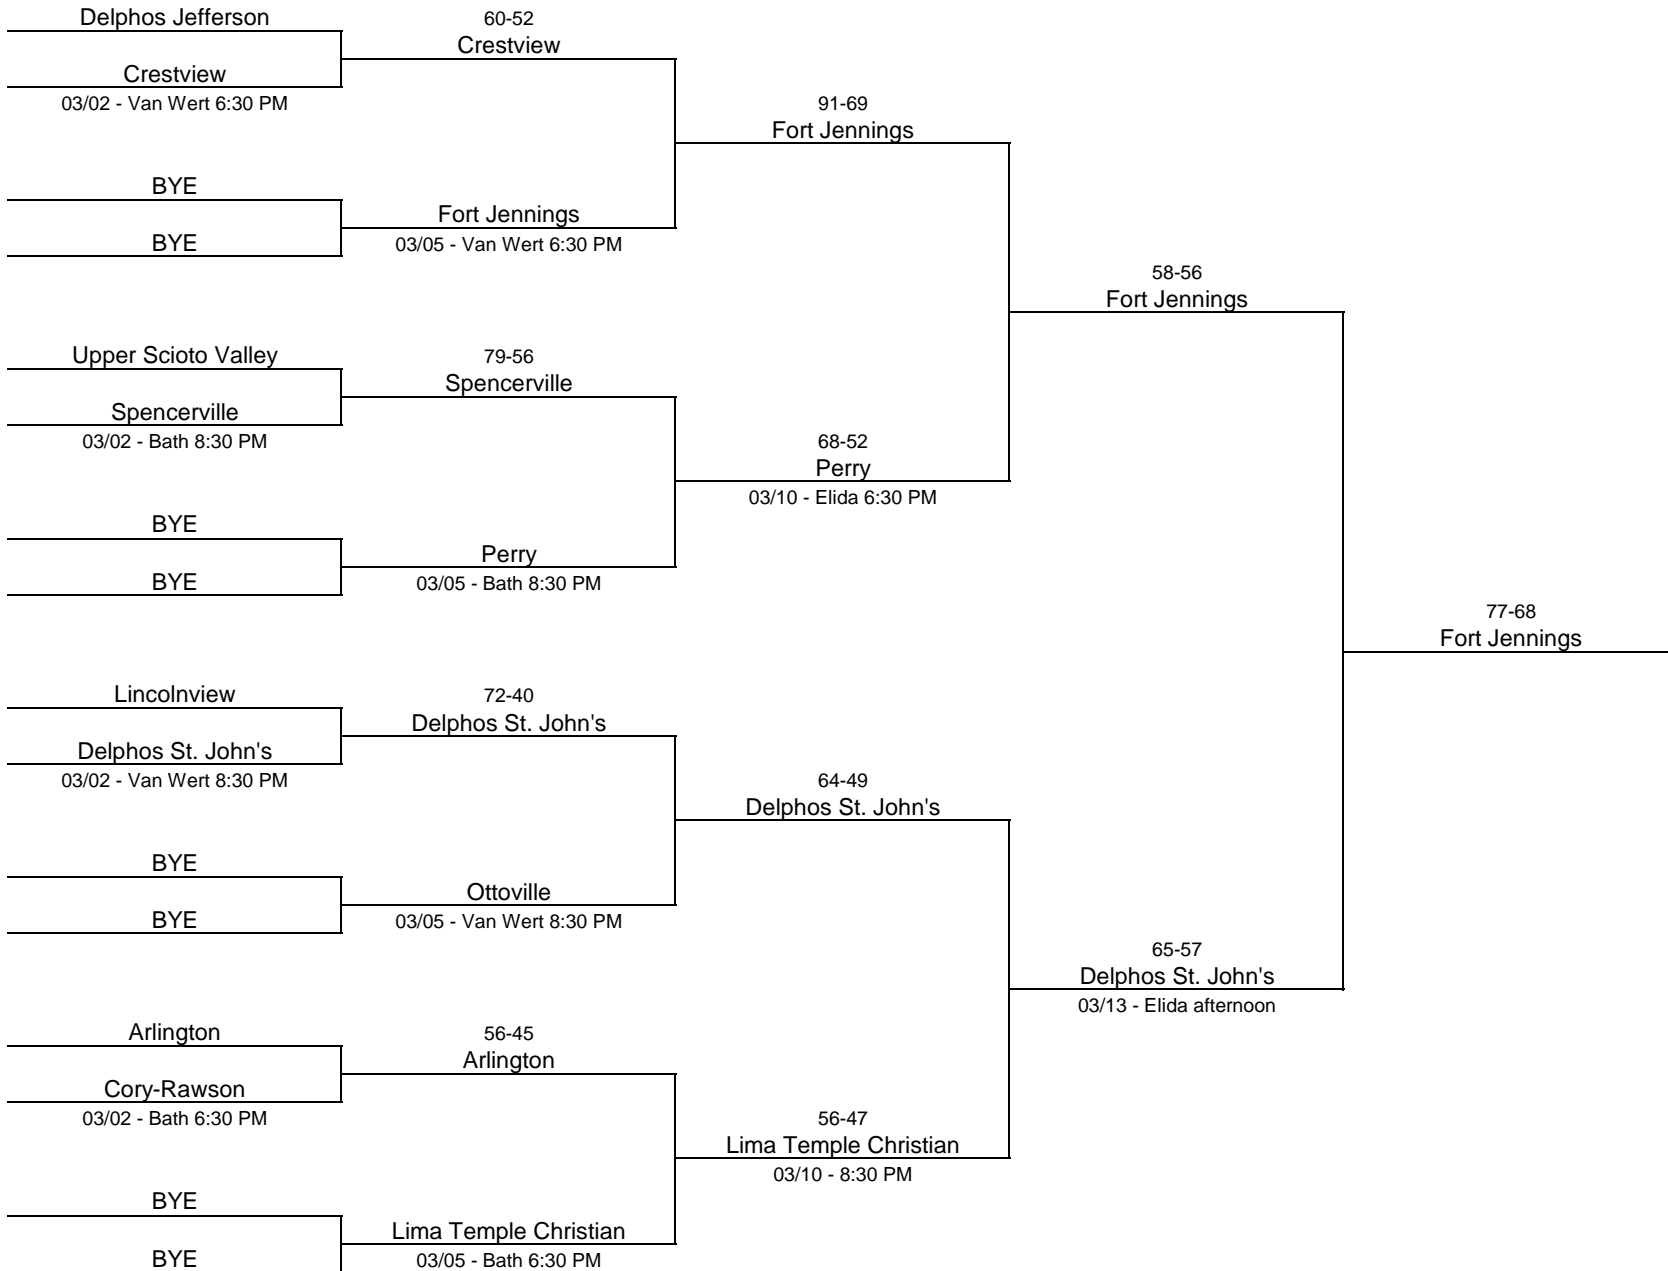 Delphos Jefferson
60-52
Crestview
Crestview
03/02 - Van Wert 6:30 PM
91-69
Fort Jennings
BYE
Fort Jennings
BYE
03/05 - Van Wert 6:30 PM
58-56
Fort Jennings
Upper Scioto Valley
79-56
Spencerville
Spencerville
03/02 - Bath 8:30 PM
68-52
Perry
03/10 - Elida 6:30 PM
BYE
Perry
BYE
03/05 - Bath 8:30 PM
77-68
Fort Jennings
Lincolnview
72-40
Delphos St. John's
Delphos St. John's
03/02 - Van Wert 8:30 PM
64-49
Delphos St. John's
BYE
Ottoville
BYE
03/05 - Van Wert 8:30 PM
65-57
Delphos St. John's
03/13 - Elida afternoon
Arlington
56-45
Arlington
Cory-Rawson
03/02 - Bath 6:30 PM
56-47
Lima Temple Christian
03/10 - 8:30 PM
BYE
Lima Temple Christian
BYE
03/05 - Bath 6:30 PM